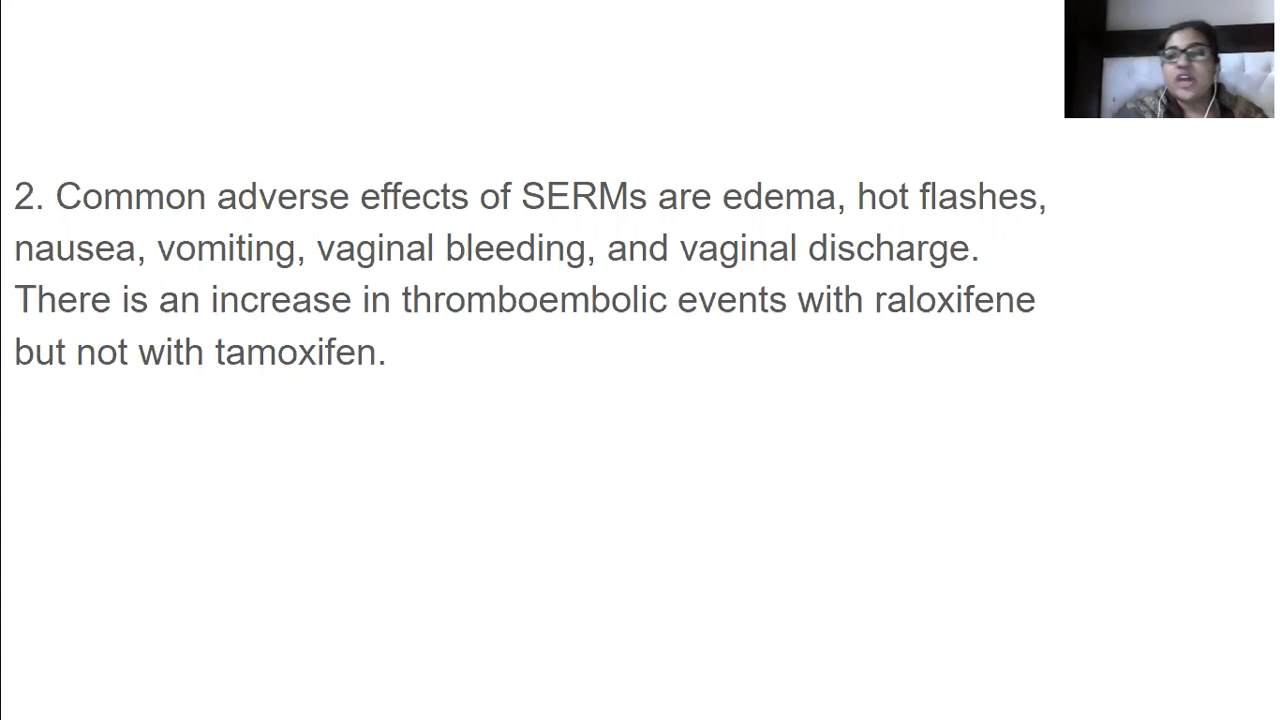 2. Common adverse effects of SERMs are edema, hot flashes,
nausea, vomiting, vaginal bleeding, and vaginal discharge.
There is an increase in thromboembolic events with raloxifene
but not with tamoxifen.